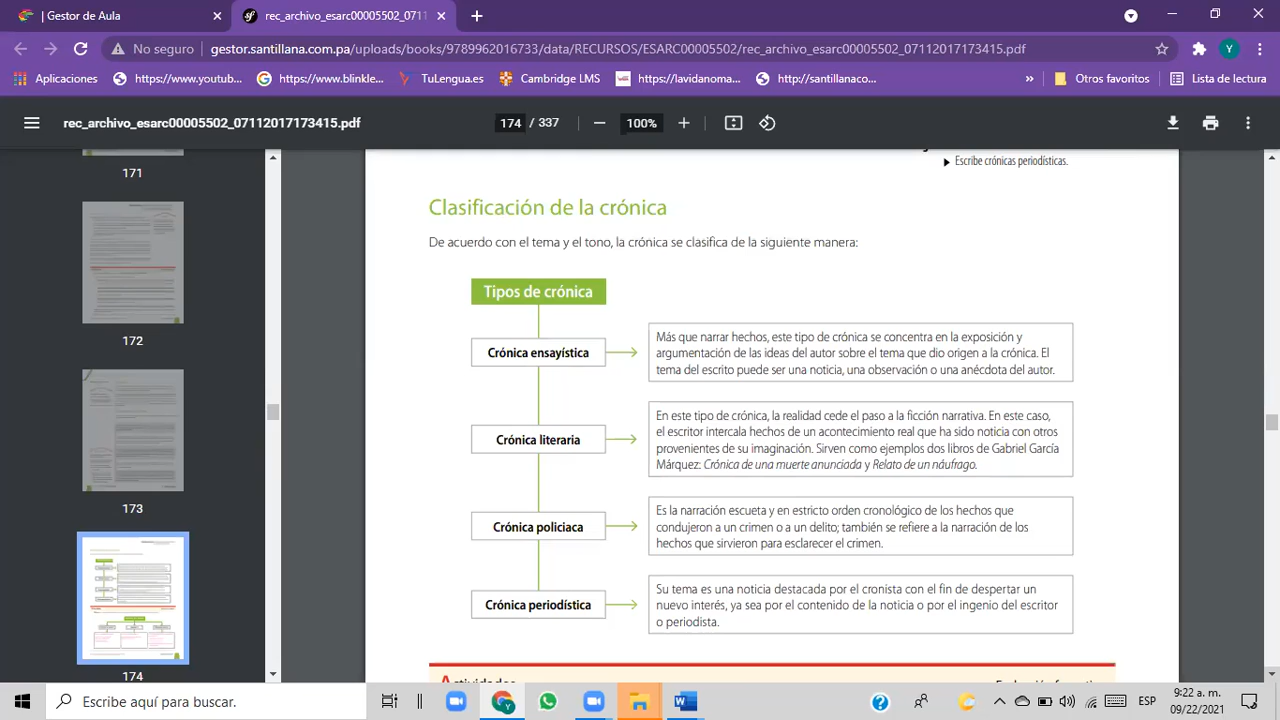 Gestor de Aula
rec_archivo_esarc00005502_0711
No seguro
gestor.santillana.com.pa/uploads/books/9789962016733/data/RECURSOS/ESARC00005502/rec_archivo_esarc00005502_07112017173415.pdf
Y
Aplicaciones
https://www.youtub...
https://www.blinkle...
TuLengua.es
Cambridge LMS
https://lavidanoma...
http://santillanaco...
»
Otros favoritos
Lista de lectura
rec_archivo_esarc00005502_07112017173415.pdf
174 / 337
100%
171
172
173
174
Escribe crónicas periodísticas.
Clasificación de la crónica
De acuerdo con el tema y el tono, la crónica se clasifica de la siguiente manera:
Tipos de crónica
Crónica ensayística
Más que narrar hechos, este tipo de crónica se concentra en la exposición y
argumentación de las ideas del autor sobre el tema que dio origen a la crónica. El
tema del escrito puede ser una noticia, una observación o una anécdota del autor.
Crónica literaria
En este tipo de crónica, la realidad cede el paso a la ficción narrativa. En este caso,
el escritor intercala hechos de un acontecimiento real que ha sido noticia con otros
provenientes de su imaginación. Sirven como ejemplos dos libros de Gabriel García
Márquez: Crónica de una muerte anunciada y Relato de un náufrago.
Crónica policiaca
Es la narración escueta y en estricto orden cronológico de los hechos que
condujeron a un crimen o a un delito; también se refiere a la narración de los
hechos que sirvieron para esclarecer el crimen.
Crónica periodística
Su tema es una noticia destacada por el cronista con el fin de despertar un
nuevo interés, ya sea por el contenido de la noticia o por el ingenio del escritor
o periodista.
Actividades
Escribe aquí para buscar.
ESP
9:22 a. m.
09/22/2021